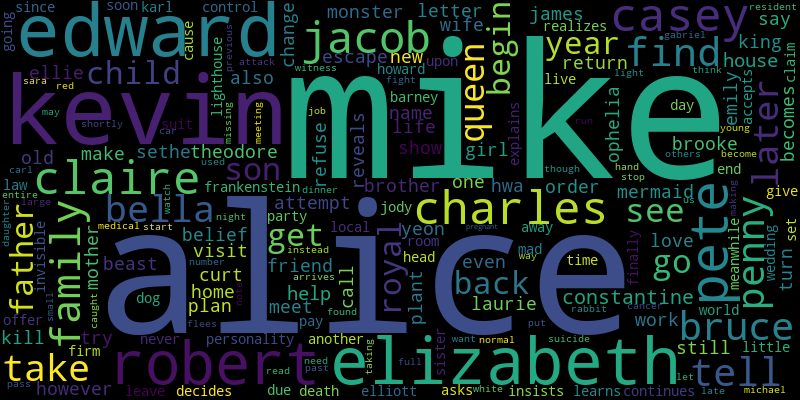 going since soon karl control monster letter wife james say resident
edward jacob begin casey
change escape new upon realizes king gabriel
cause year find return house think
ellie child also howard live light
kevin mike
sara red lighthouse witness barney fight queen day
may suit missing meeting name life explains girl ophelia emily accepts becomes claim
shortly car job refuse reveals show run brooke young
old make sethe theodore son later
carl law used frankenstein brother one hwa order mermaid others become
claire dinner though hand end give
entire large attempt jody stop
father family bella charles see pete penny
daughter watch party yeon away love us making
invisible mother night local royal mad meanwhile wedding set
belief get room head time go turn
medical start visit instead plant even
alice
beast number curt friend call back finally
small caught dog home help meet arrives found way laurie constantine world
offer more plan pay pregnant rabbit cancer work
kill try never personality another sister put bruce
firm flees need past full want normal suicide still little
take robert elizabeth tell
however read taking white let
pass leave decides due death elliott asks insists learns continues late michael
previous attack